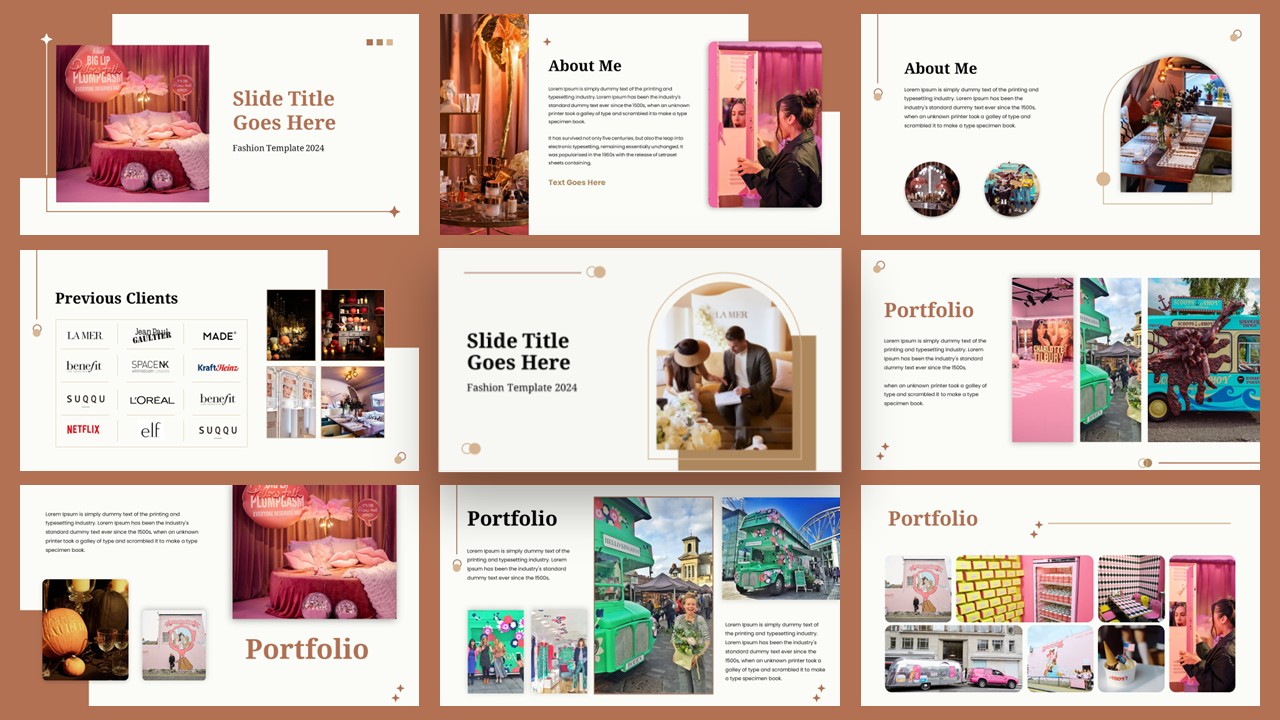 BIG LIP
PLUMPGASM
Slide Title
Goes Here
Fashion Template 2024
About Me
Lorem Ipsum is simply dummy text of the
printing and typesetting industry. Lorem
Ipsum has been the industry's
standard dummy text ever since the 1500s, when an unknown
printer took a galley of type and scrambled it to make a type
specimen book.
It has survived not only five centuries, but also the leap into
electronic typesetting, remaining essentially unchanged. It
was popularised in the 1960s with the release of Letraset
sheets containing.
Text Goes Here
About Me
Lorem Ipsum is simply dummy text of the
printing and typesetting industry. Lorem
Ipsum has been the industry's standard
dummy text ever since the 1500s, when
an unknown printer took a galley of type and
scrambled it to make a type specimen book.
Previous Clients
LA MER
Jean Paul
GAULTIER
MADE
benefit
SPACENK
KraftHeinz
SUQQU
L'ORÉAL
benefit
NETFLIX
elf
SUQQU
LA MER
Slide Title
Goes Here
Fashion Template 2024
Portfolio
Lorem Ipsum is simply dummy text of the
printing and typesetting industry. Lorem
Ipsum has been the industry's standard
dummy text ever since the 1500s,
when an unknown printer took a galley of
type and scrambled it to make a type
specimen book.
CHARLOTTE
TILBURY
Lorem Ipsum is simply dummy text of the printing and
typesetting industry. Lorem Ipsum has been the industry's
standard dummy text ever since the 1500s, when an unknown
printer took a galley of type and scrambled it to make a type
specimen book.
PLUMPGASM
Portfolio
Portfolio
Lorem Ipsum is simply dummy text of the
printing and typesetting industry. Lorem
Ipsum has been the industry's standard
dummy text ever since the 1500s.
Lorem Ipsum is simply dummy text of
the printing and typesetting industry.
Lorem Ipsum has been the industry's
standard dummy text ever since the
1500s, when an unknown printer took a
galley of type and scrambled it to make
a type specimen book.
Portfolio